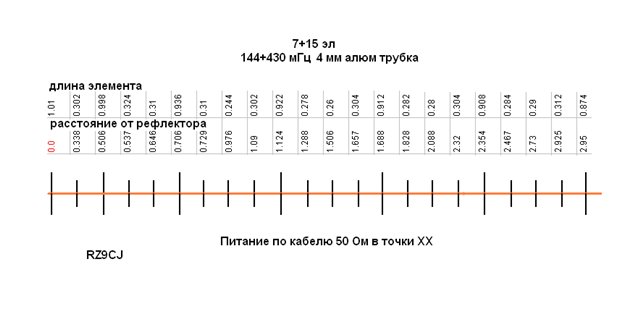 7+15 эл
144+430 мГц 4 мм алюм трубка
длина элемента
1.01 0.302 0.998 0.324 0.31 0.936 0.31 0.244 0.302 0.922 0.278 0.26 0.304 0.912 0.282 0.28 0.304 0.908 0.284 0.29 0.312 0.874
расстояние от рефлектора
0.0 0.338 0.506 0.537 0.646 0.706 0.729 0.976 1.09 1.124 1.288 1.506 1.657 1.688 1.828 2.088 2.32 2.354 2.467 2.73 2.925 2.95
Питание по кабелю 50 Ом в точки ХХ
RZ9CJ